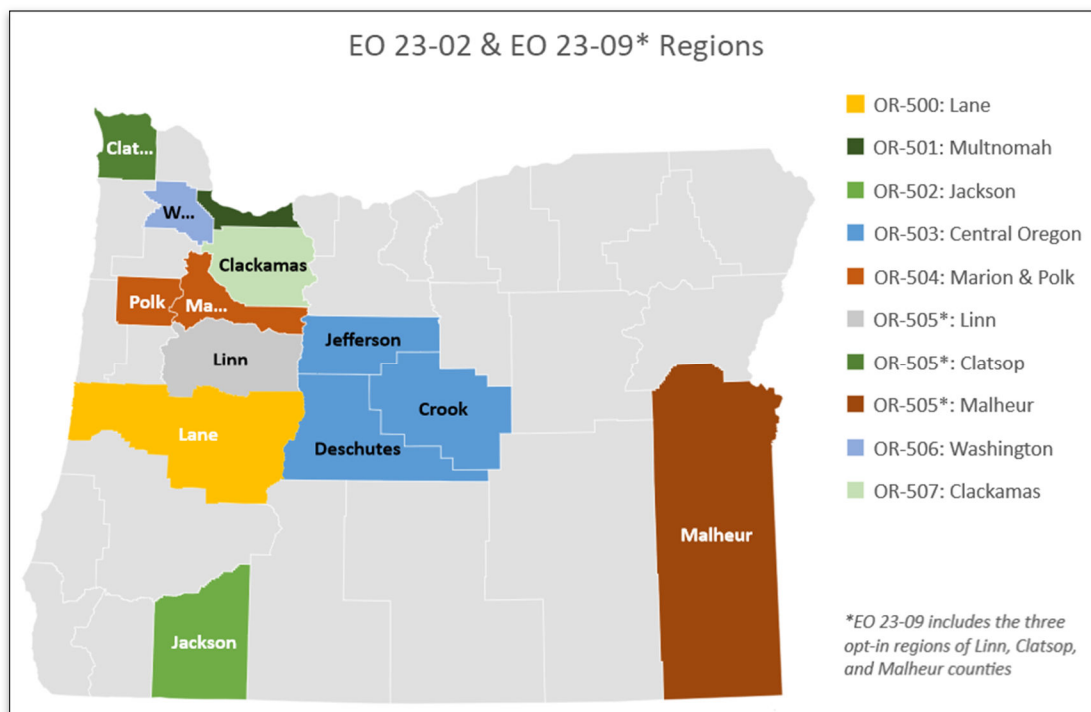 EO 23-02 & EO 23-09* Regions
Clat...
W...
Clackamas
Polk
Ma...
Jefferson
Linn
Crook
Lane
Deschutes
Malheur
Jackson
OR-500: Lane
OR-501: Multnomah
OR-502: Jackson
OR-503: Central Oregon
OR-504: Marion & Polk
OR-505*: Linn
OR-505*: Clatsop
OR-505*: Malheur
OR-506: Washington
OR-507: Clackamas
*EO 23-09 includes the three
opt-in regions of Linn, Clatsop,
and Malheur counties